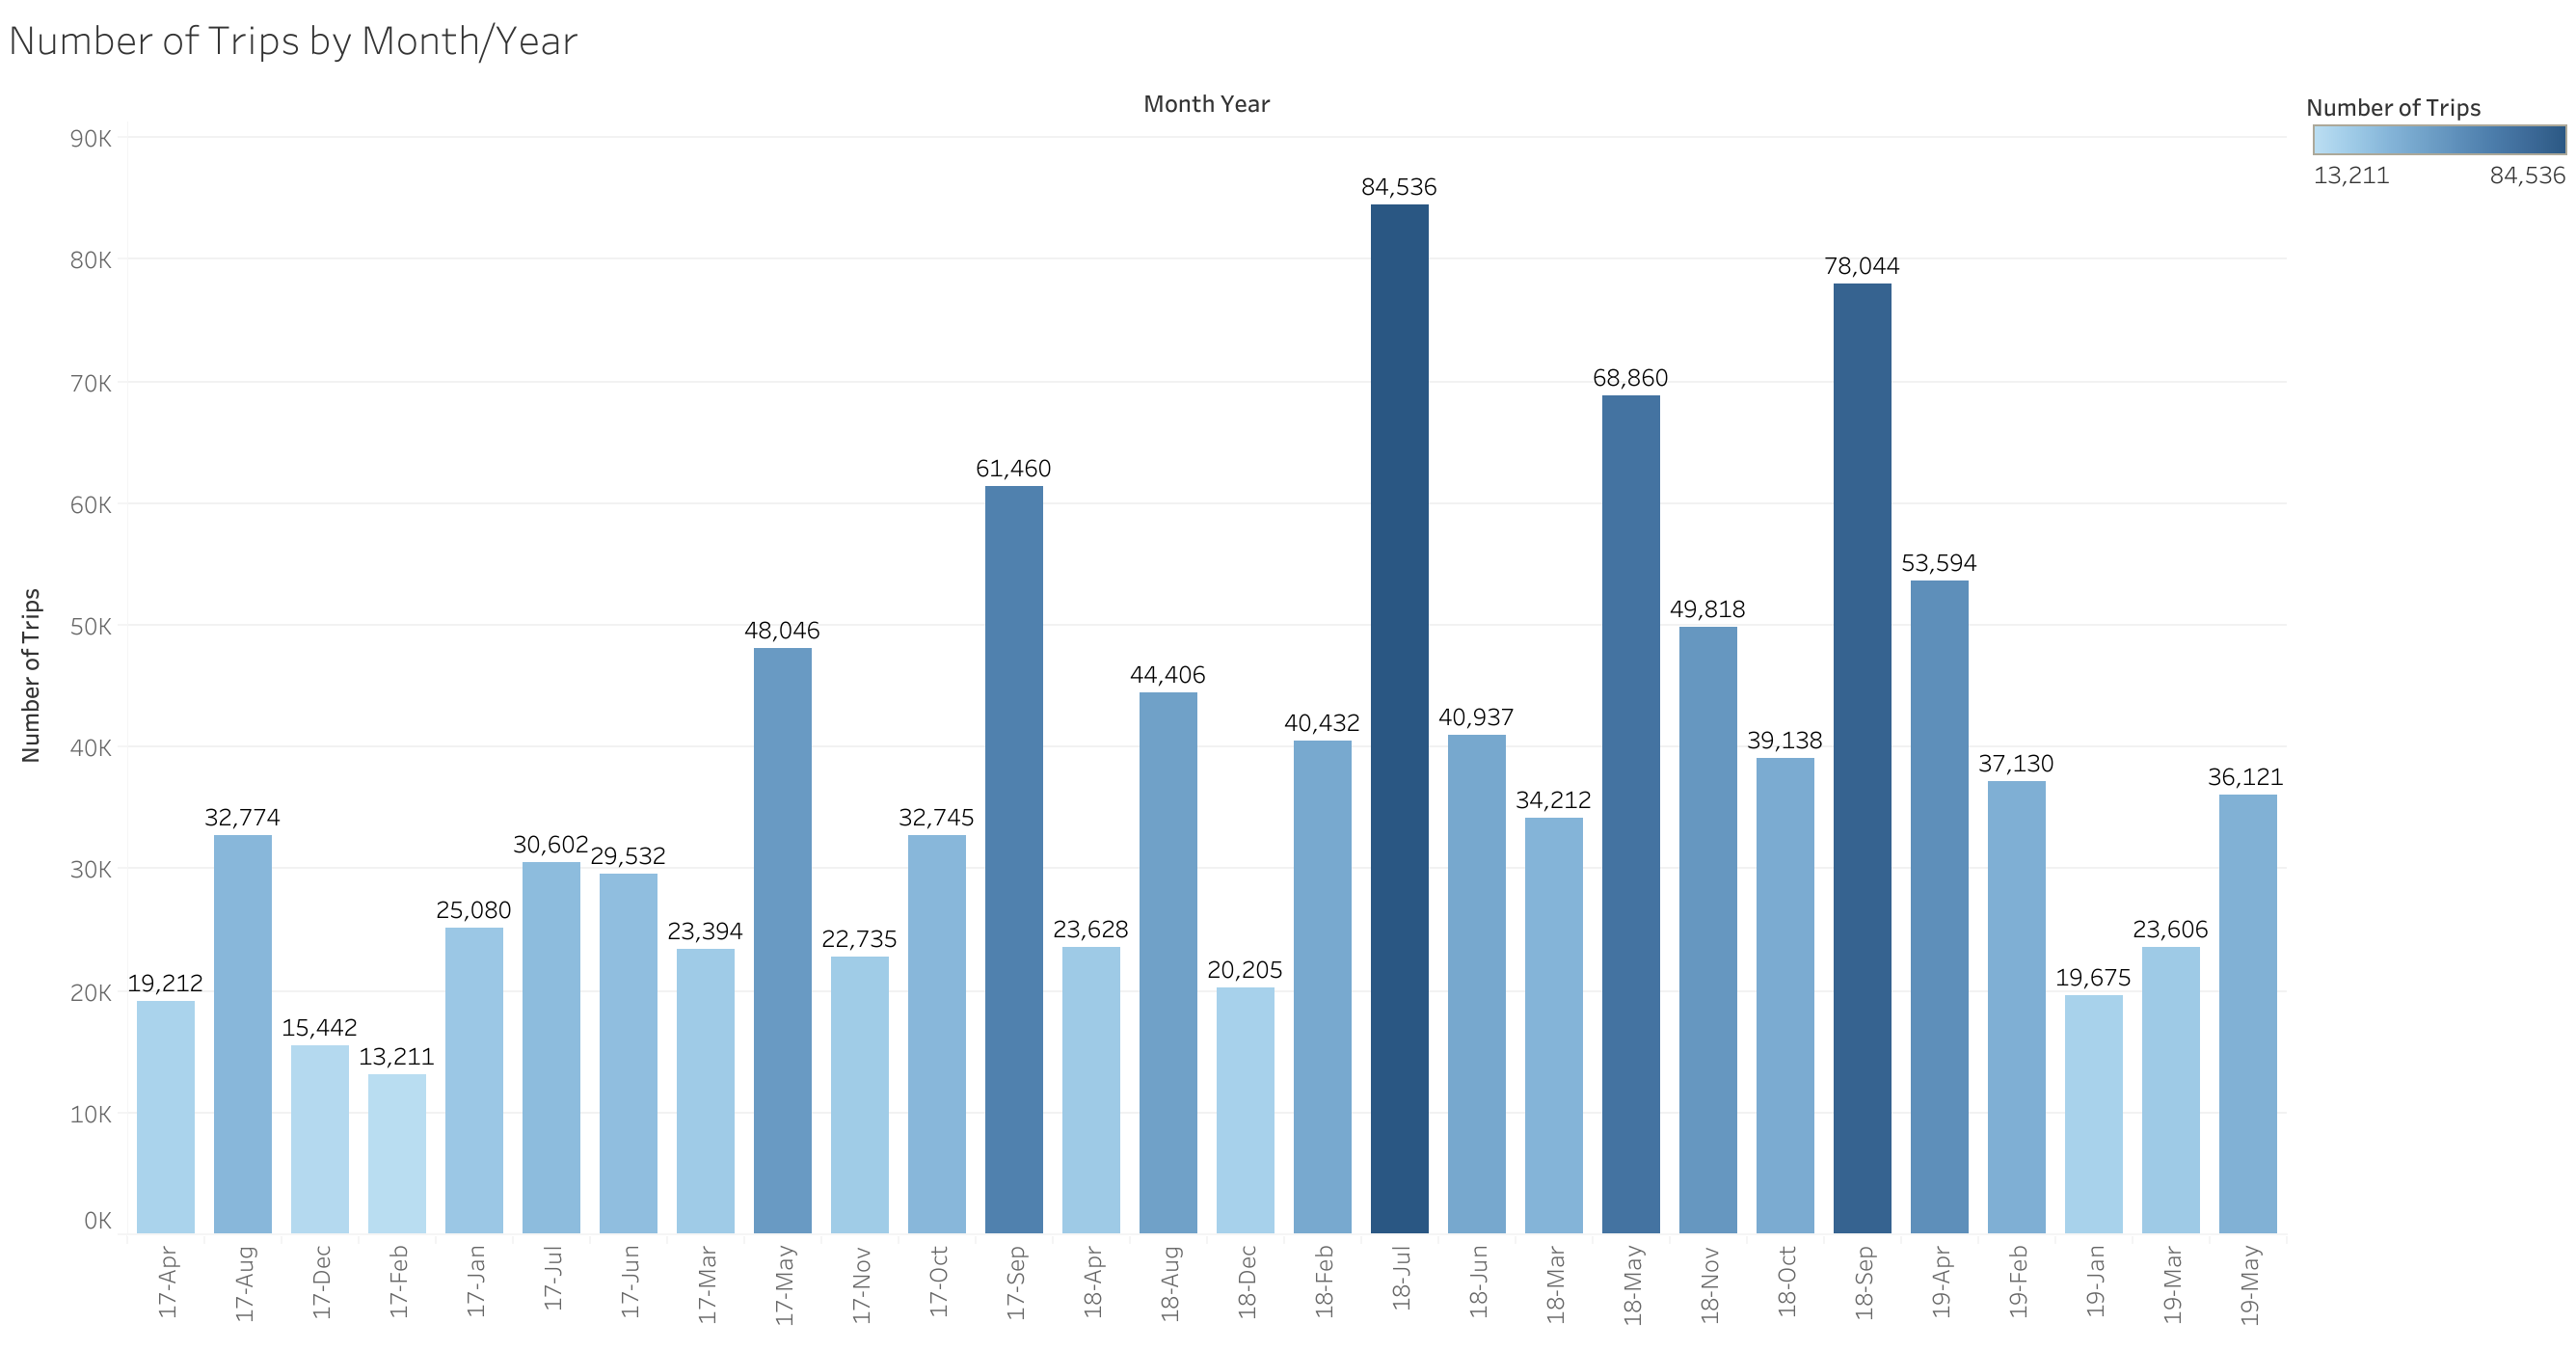 Number of Trips by Month/Year
Month Year
Number of Trips
13,211 84,536
Number of Trips
90K
80K
70K
60K
50K
40K
30K
20K
10K
0K
19,212
32,774
15,442
13,211
25,080
30,602
29,532
23,394
48,046
22,735
32,745
61,460
23,628
44,406
20,205
40,432
84,536
40,937
34,212
68,860
49,818
39,138
78,044
53,594
37,130
19,675
23,606
36,121
17-Apr
17-Aug
17-Dec
17-Feb
17-Jan
17-Jul
17-Jun
17-Mar
17-May
17-Nov
17-Oct
17-Sep
18-Apr
18-Aug
18-Dec
18-Feb
18-Jul
18-Jun
18-Mar
18-May
18-Nov
18-Oct
18-Sep
19-Apr
19-Feb
19-Jan
19-Mar
19-May